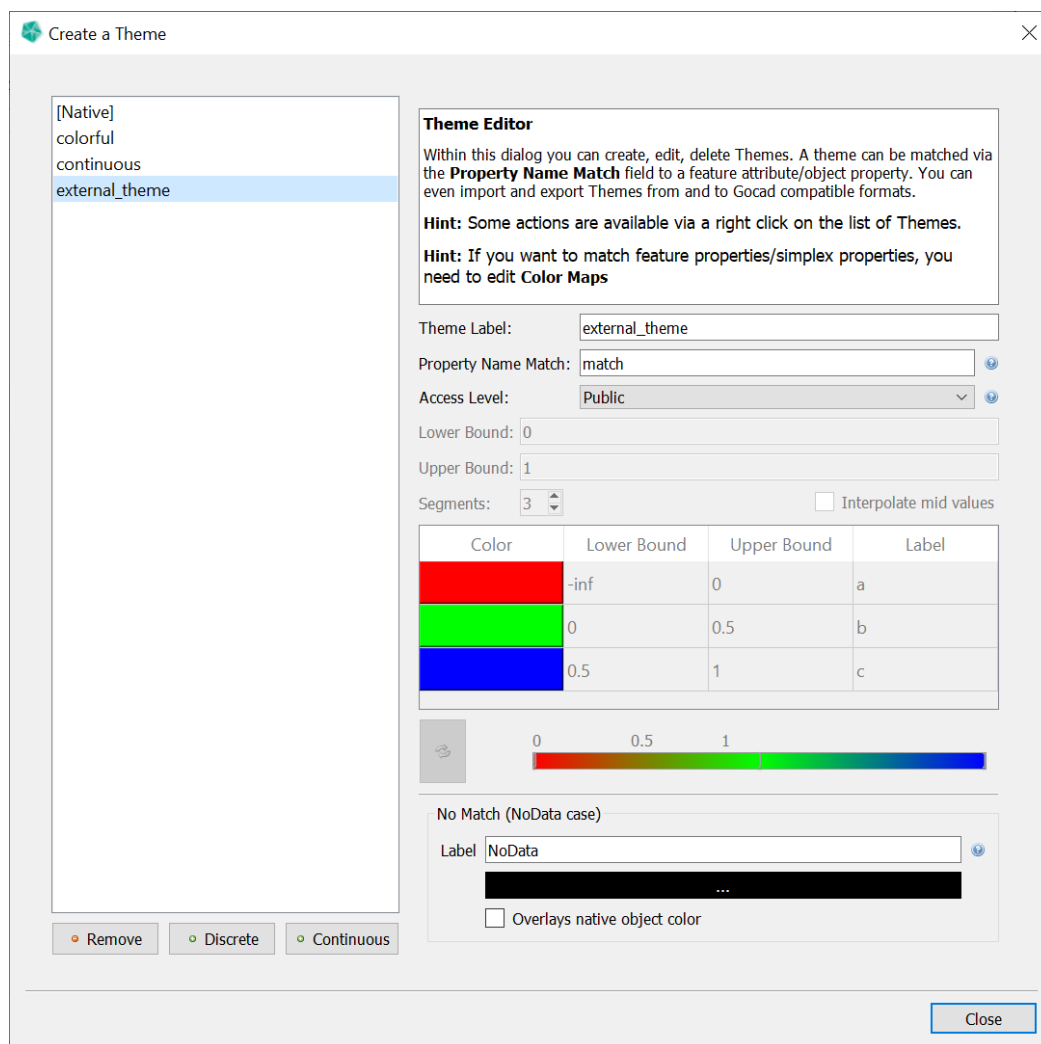 Create a Theme
[Native]
colorful
continuous
external_theme
Theme Editor
Within this dialog you can create, edit, delete Themes. A theme can be matched via
the Property Name Match field to a feature attribute/object property. You can
even import and export Themes from and to Gocad compatible formats.
Hint: Some actions are available via a right click on the list of Themes.
Hint: If you want to match feature properties/simplex properties, you
need to edit Color Maps
Theme Label: external_theme
Property Name Match: match
Access Level: Public
Lower Bound: 0
Upper Bound: 1
Segments: 3 Interpolate mid values
Color Lower Bound Upper Bound Label
-inf 0 a
0 0.5 b
0.5 1 c
0 0.5 1
No Match (NoData case)
Label NoData
...
Overlays native object color
Remove Discrete Continuous
Close